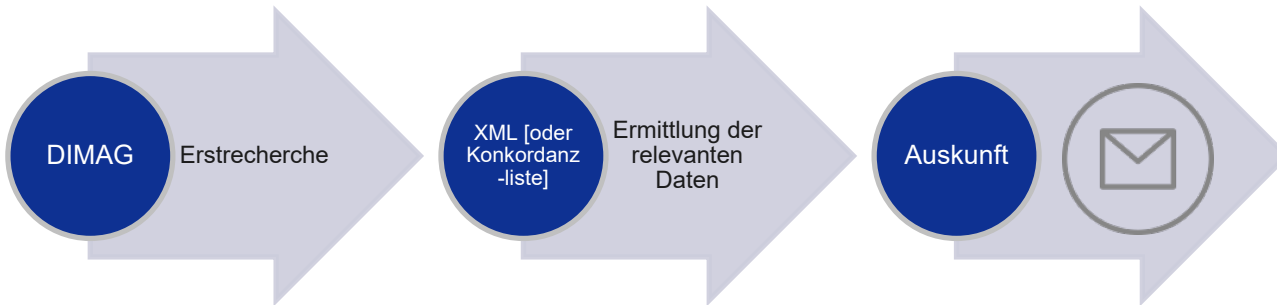 DIMAG
Erstrecherche
XML [oder
Konkordanz
-liste]
Ermittlung der
relevanten
Daten
Auskunft